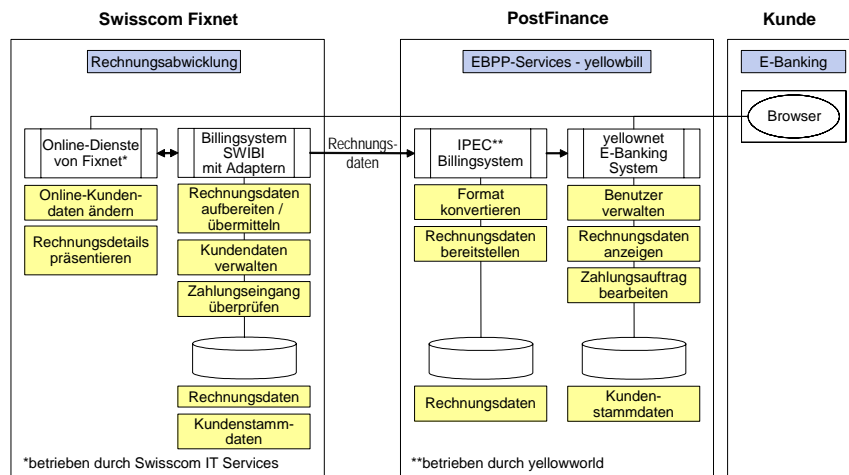 Swisscom Fixnet
PostFinance
Kunde
Rechnungsabwicklung
EBPP-Services - yellowbill
E-Banking
Browser
Online-Dienste
von Fixnet*
Billingsystem
SWIBI
mit Adaptern
Rechnungs-
daten
IPEC**
Billingsystem
yellownet
E-Banking
System
Online-Kunden-
daten ändern
Rechnungsdetails
präsentieren
Rechnungsdaten
aufbereiten /
übermitteln
Kundendaten
verwalten
Zahlungseingang
überprüfen
Format
konvertieren
Rechnungsdaten
bereitstellen
Benutzer
verwalten
Rechnungsdaten
anzeigen
Zahlungsauftrag
bearbeiten
Rechnungsdaten
Kundenstamm-
daten
Rechnungsdaten
Kunden-
stammdaten
*betrieben durch Swisscom IT Services
**betrieben durch yellowworld